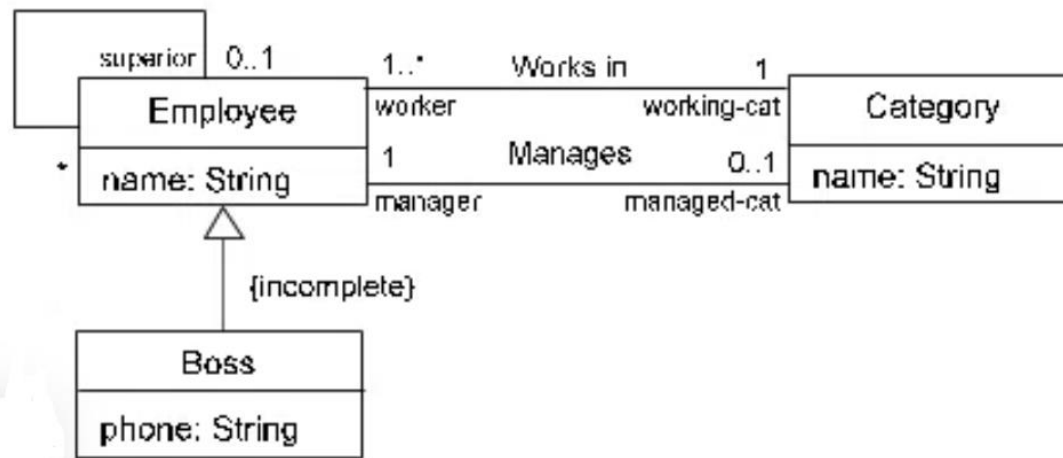 superior 0..1
1..* Works in 1
Employee
worker working-cat
Category
1 Manages 0..1
*
name: String
manager managed-cat
name: String
{incomplete}
Boss
phone: String